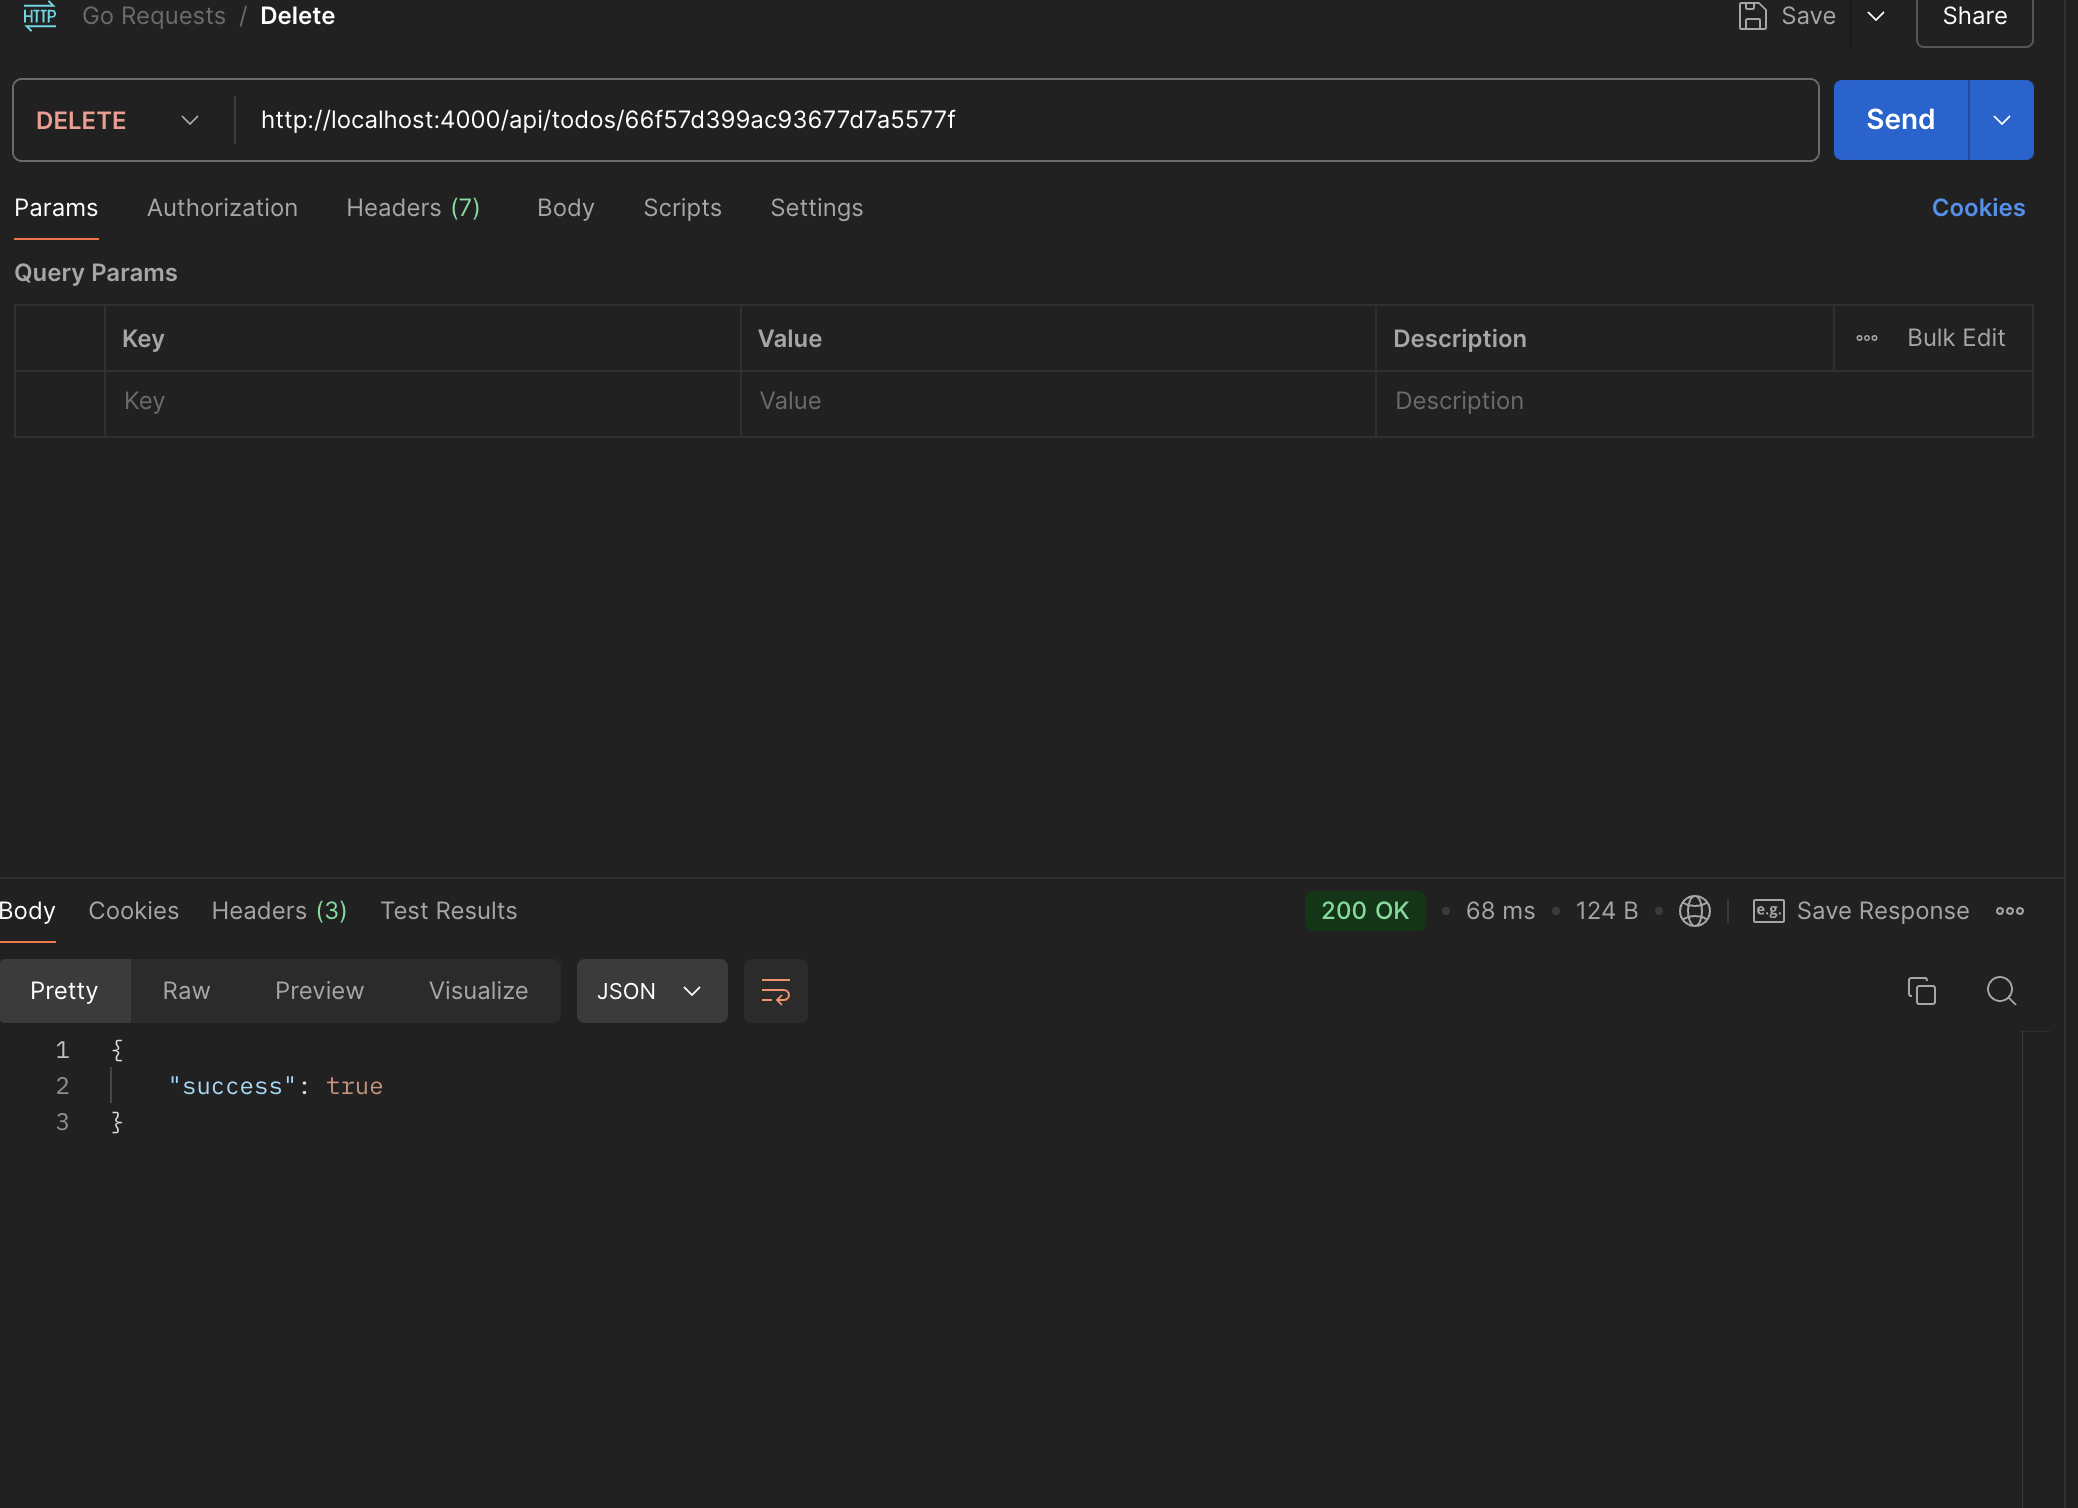 HTTP Go Requests / Delete Save Share
DELETE http://localhost:4000/api/todos/66f57d399ac93677d7a5577f Send
Params Authorization Headers (7) Body Scripts Settings Cookies
Query Params
Key Value Description Bulk Edit
Key Value Description
Body Cookies Headers (3) Test Results 200 OK • 68 ms • 124 B • e.g. Save Response
Pretty Raw Preview Visualize JSON
1 {
2 "success": true
3 }